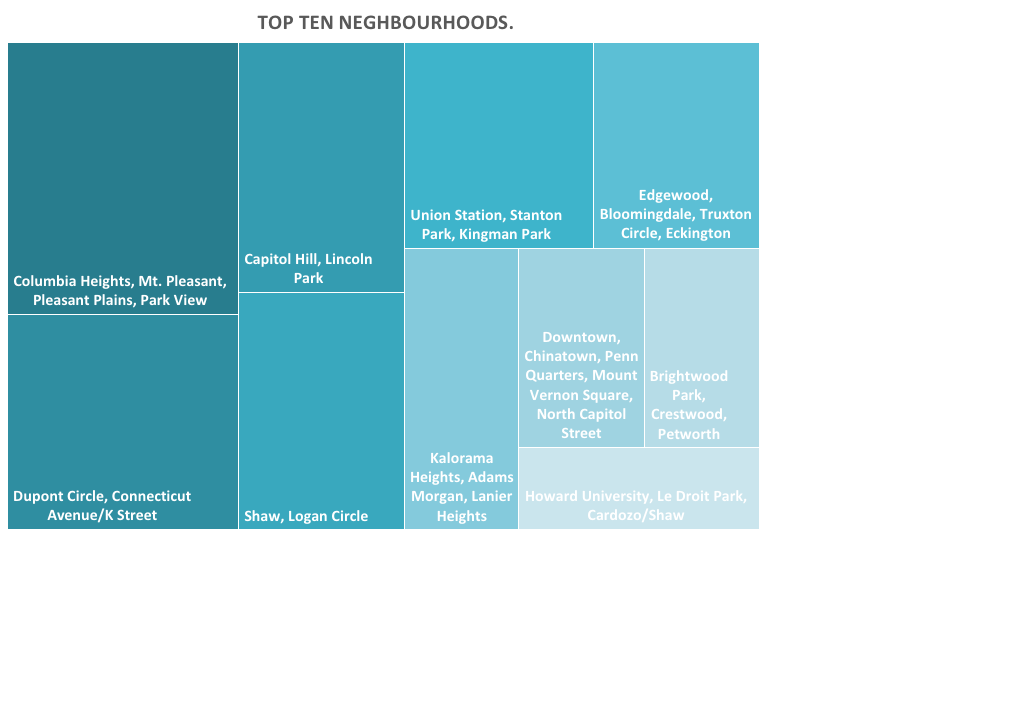 TOP TEN NEGHBOURHOODS.
Columbia Heights, Mt. Pleasant,
Pleasant Plains, Park View
Dupont Circle, Connecticut
Avenue/K Street
Capitol Hill, Lincoln
Park
Shaw, Logan Circle
Union Station, Stanton
Park, Kingman Park
Edgewood,
Bloomingdale, Truxton
Circle, Eckington
Kalorama
Heights, Adams
Morgan, Lanier
Heights
Downtown,
Chinatown, Penn
Quarters, Mount
Vernon Square,
North Capitol
Street
Brightwood
Park,
Crestwood,
Petworth
Howard University, Le Droit Park,
Cardozo/Shaw